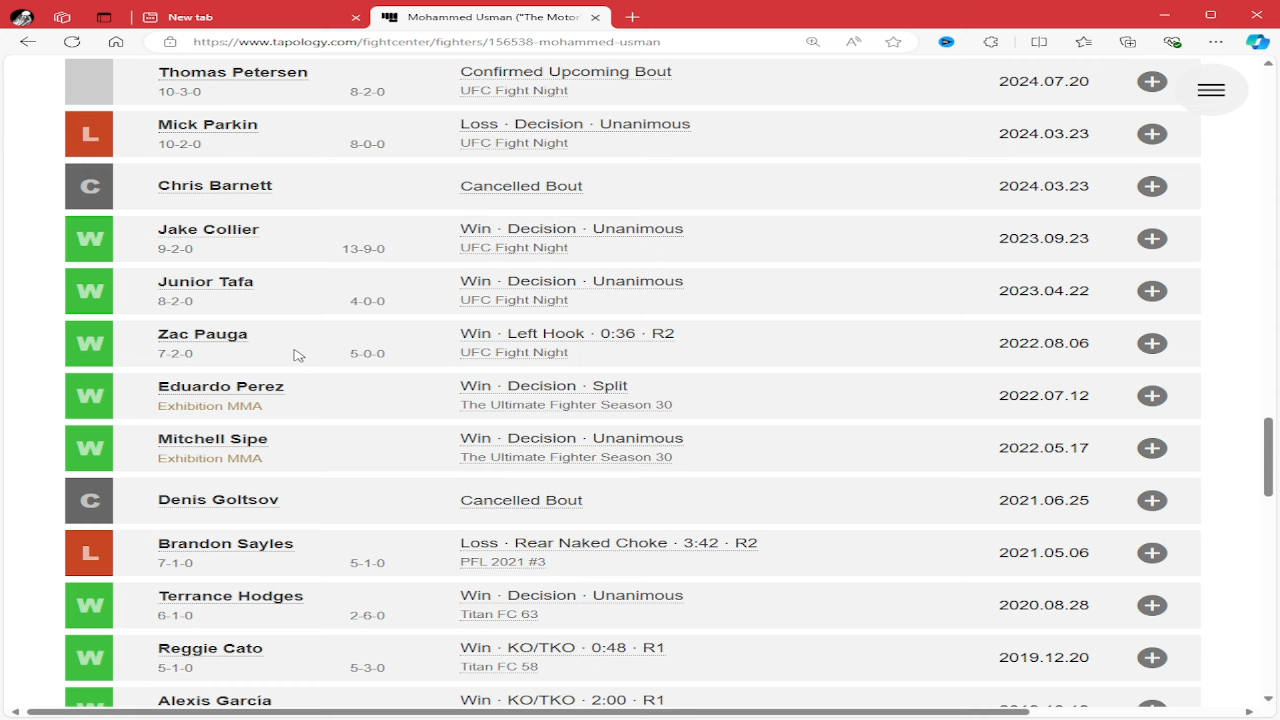 New tab
Mohammed Usman ("The Motor
https://www.tapology.com/fightcenter/fighters/156538-mohammed-usman
Thomas Petersen Confirmed Upcoming Bout 2024.07.20
10-3-0 8-2-0 UFC Fight Night
L Mick Parkin Loss · Decision · Unanimous 2024.03.23
10-2-0 8-0-0 UFC Fight Night
C Chris Barnett Cancelled Bout 2024.03.23
W Jake Collier Win · Decision · Unanimous 2023.09.23
9-2-0 13-9-0 UFC Fight Night
W Junior Tafa Win · Decision · Unanimous 2023.04.22
8-2-0 4-0-0 UFC Fight Night
W Zac Pauga Win · Left Hook · 0:36 · R2 2022.08.06
7-2-0 5-0-0 UFC Fight Night
W Eduardo Perez Win · Decision · Split 2022.07.12
Exhibition MMA The Ultimate Fighter Season 30
W Mitchell Sipe Win · Decision · Unanimous 2022.05.17
Exhibition MMA The Ultimate Fighter Season 30
C Denis Goltsov Cancelled Bout 2021.06.25
L Brandon Sayles Loss · Rear Naked Choke · 3:42 · R2 2021.05.06
7-1-0 5-1-0 PFL 2021 #3
W Terrance Hodges Win · Decision · Unanimous 2020.08.28
6-1-0 2-6-0 Titan FC 63
W Reggie Cato Win · KO/TKO · 0:48 · R1 2019.12.20
5-1-0 5-3-0 Titan FC 58
W Alexis García Win · KO/TKO · 2:00 · R1